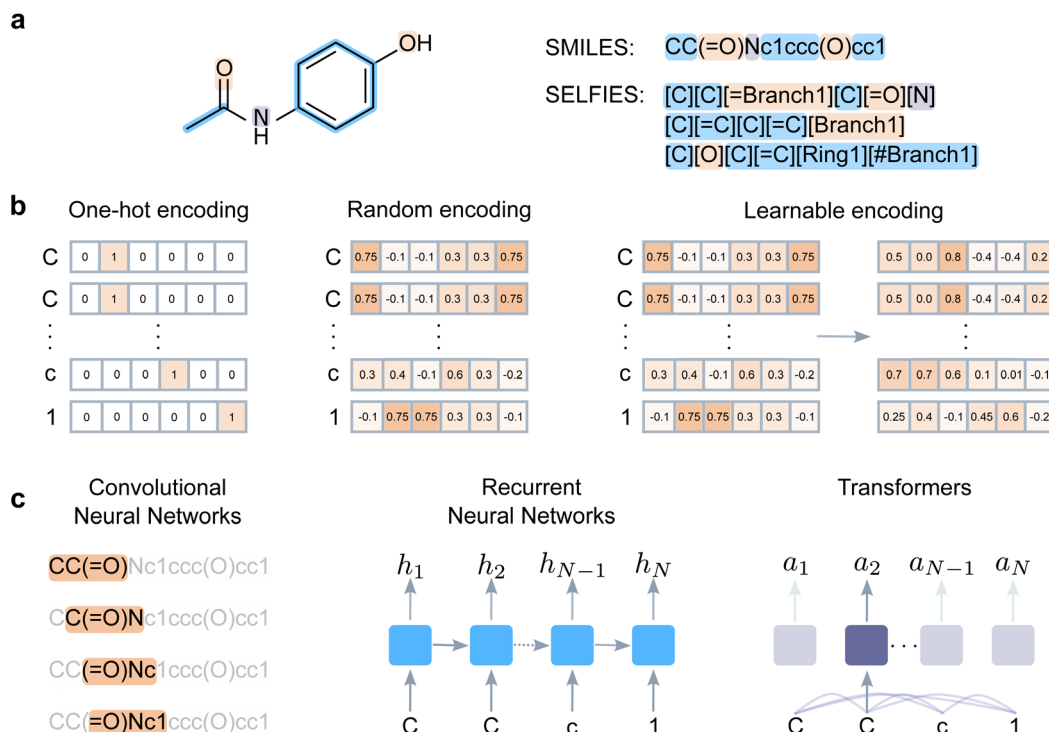 a
OH
O
N
H
SMILES: CC(=O)Nc1ccc(O)cc1
SELFIES: [C][C][=Branch1][C][=O][N]
[C][=C][C][=C][Branch1]
[C][O][C][=C][Ring1][#Branch1]
b
One-hot encoding
Random encoding
Learnable encoding
C 0 1 0 0 0 0
C 0.75 -0.1 -0.1 0.3 0.3 0.75
C 0.75 -0.1 -0.1 0.3 0.3 0.75
0.5 0.0 0.8 -0.4 -0.4 0.2
C 0 1 0 0 0 0
C 0.75 -0.1 -0.1 0.3 0.3 0.75
C 0.75 -0.1 -0.1 0.3 0.3 0.75
0.5 0.0 0.8 -0.4 -0.4 0.2
c 0 0 0 1 0 0
c 0.3 0.4 -0.1 0.6 0.3 -0.2
c 0.3 0.4 -0.1 0.6 0.3 -0.2
0.7 0.7 0.6 0.1 0.01 -0.1
1 0 0 0 0 0 1
1 -0.1 0.75 0.75 0.3 0.3 -0.1
1 -0.1 0.75 0.75 0.3 0.3 -0.1
0.25 0.4 -0.1 0.45 0.6 -0.2
c
Convolutional
Neural Networks
CC(=O)Nc1ccc(O)cc1
CC(=O)Nc1ccc(O)cc1
CC(=O)Nc1ccc(O)cc1
CC(=O)Nc1ccc(O)cc1
Recurrent
Neural Networks
h_1 h_2 h_{N-1} h_N
C C c 1
Transformers
a_1 a_2 a_{N-1} a_N
C C c 1